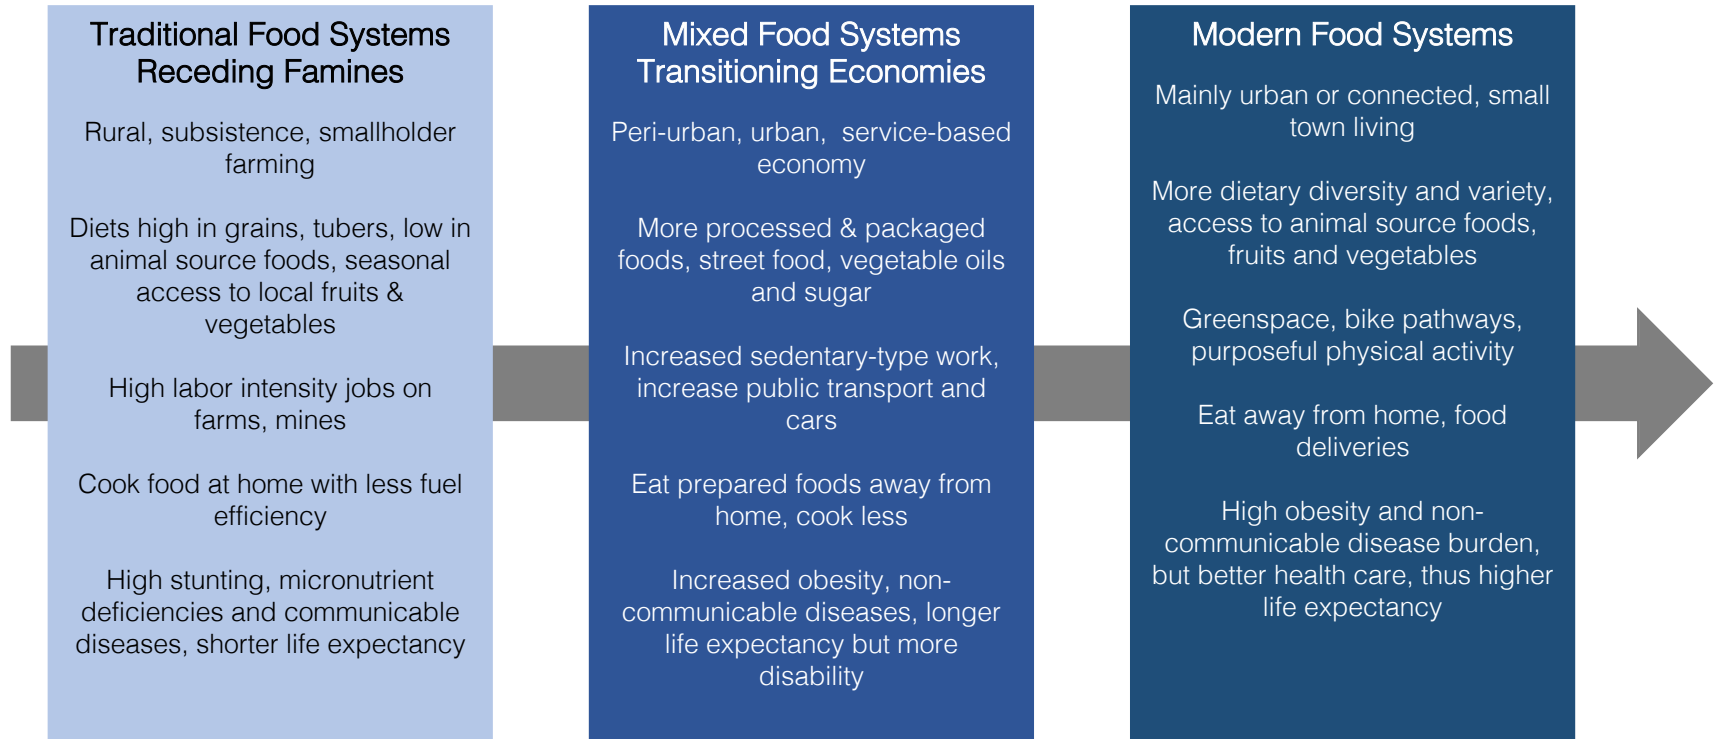 Traditional Food Systems
Receding Famines
Rural, subsistence, smallholder
farming
Diets high in grains, tubers, low in
animal source foods, seasonal
access to local fruits &
vegetables
High labor intensity jobs on
farms, mines
Cook food at home with less fuel
efficiency
High stunting, micronutrient
deficiencies and communicable
diseases, shorter life expectancy
Mixed Food Systems
Transitioning Economies
Peri-urban, urban, service-based
economy
More processed & packaged
foods, street food, vegetable oils
and sugar
Increased sedentary-type work,
increase public transport and
cars
Eat prepared foods away from
home, cook less
Increased obesity, non-
communicable diseases, longer
life expectancy but more
disability
Modern Food Systems
Mainly urban or connected, small
town living
More dietary diversity and variety,
access to animal source foods,
fruits and vegetables
Greenspace, bike pathways,
purposeful physical activity
Eat away from home, food
deliveries
High obesity and non-
communicable disease burden,
but better health care, thus higher
life expectancy